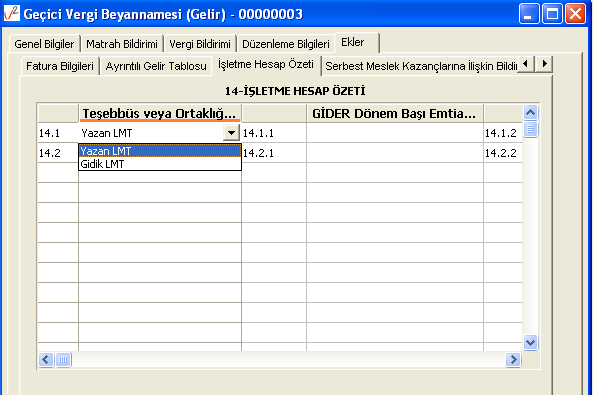 Geçici Vergi Beyannamesi (Gelir) - 00000003
Genel Bilgiler Matrah Bildirimi Vergi Bildirimi Düzenleme Bilgileri Ekler
Fatura Bilgileri Ayrıntılı Gelir Tablosu İşletme Hesap Özeti Serbest Meslek Kazançlarına İlişkin Bildi
14-İŞLETME HESAP ÖZETİ
Teşebbüs veya Ortaklığ... GİDER Dönem Başı Emtia...
14.1 Yazan LMT 14.1.1 14.1.2
14.2 Yazan LMT 14.2.1 14.2.2
Gidik LMT